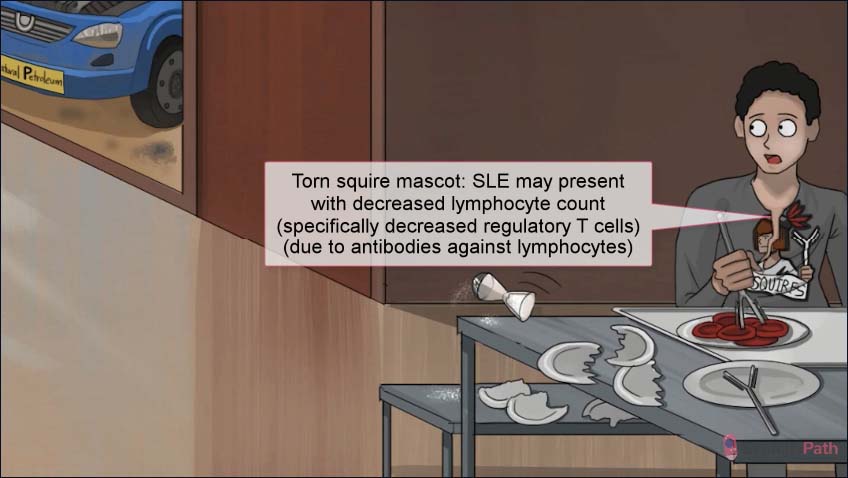 Natural Petroleum
Torn squire mascot: SLE may present
with decreased lymphocyte count
(specifically decreased regulatory T cells)
(due to antibodies against lymphocytes)
SQUIRES
Path